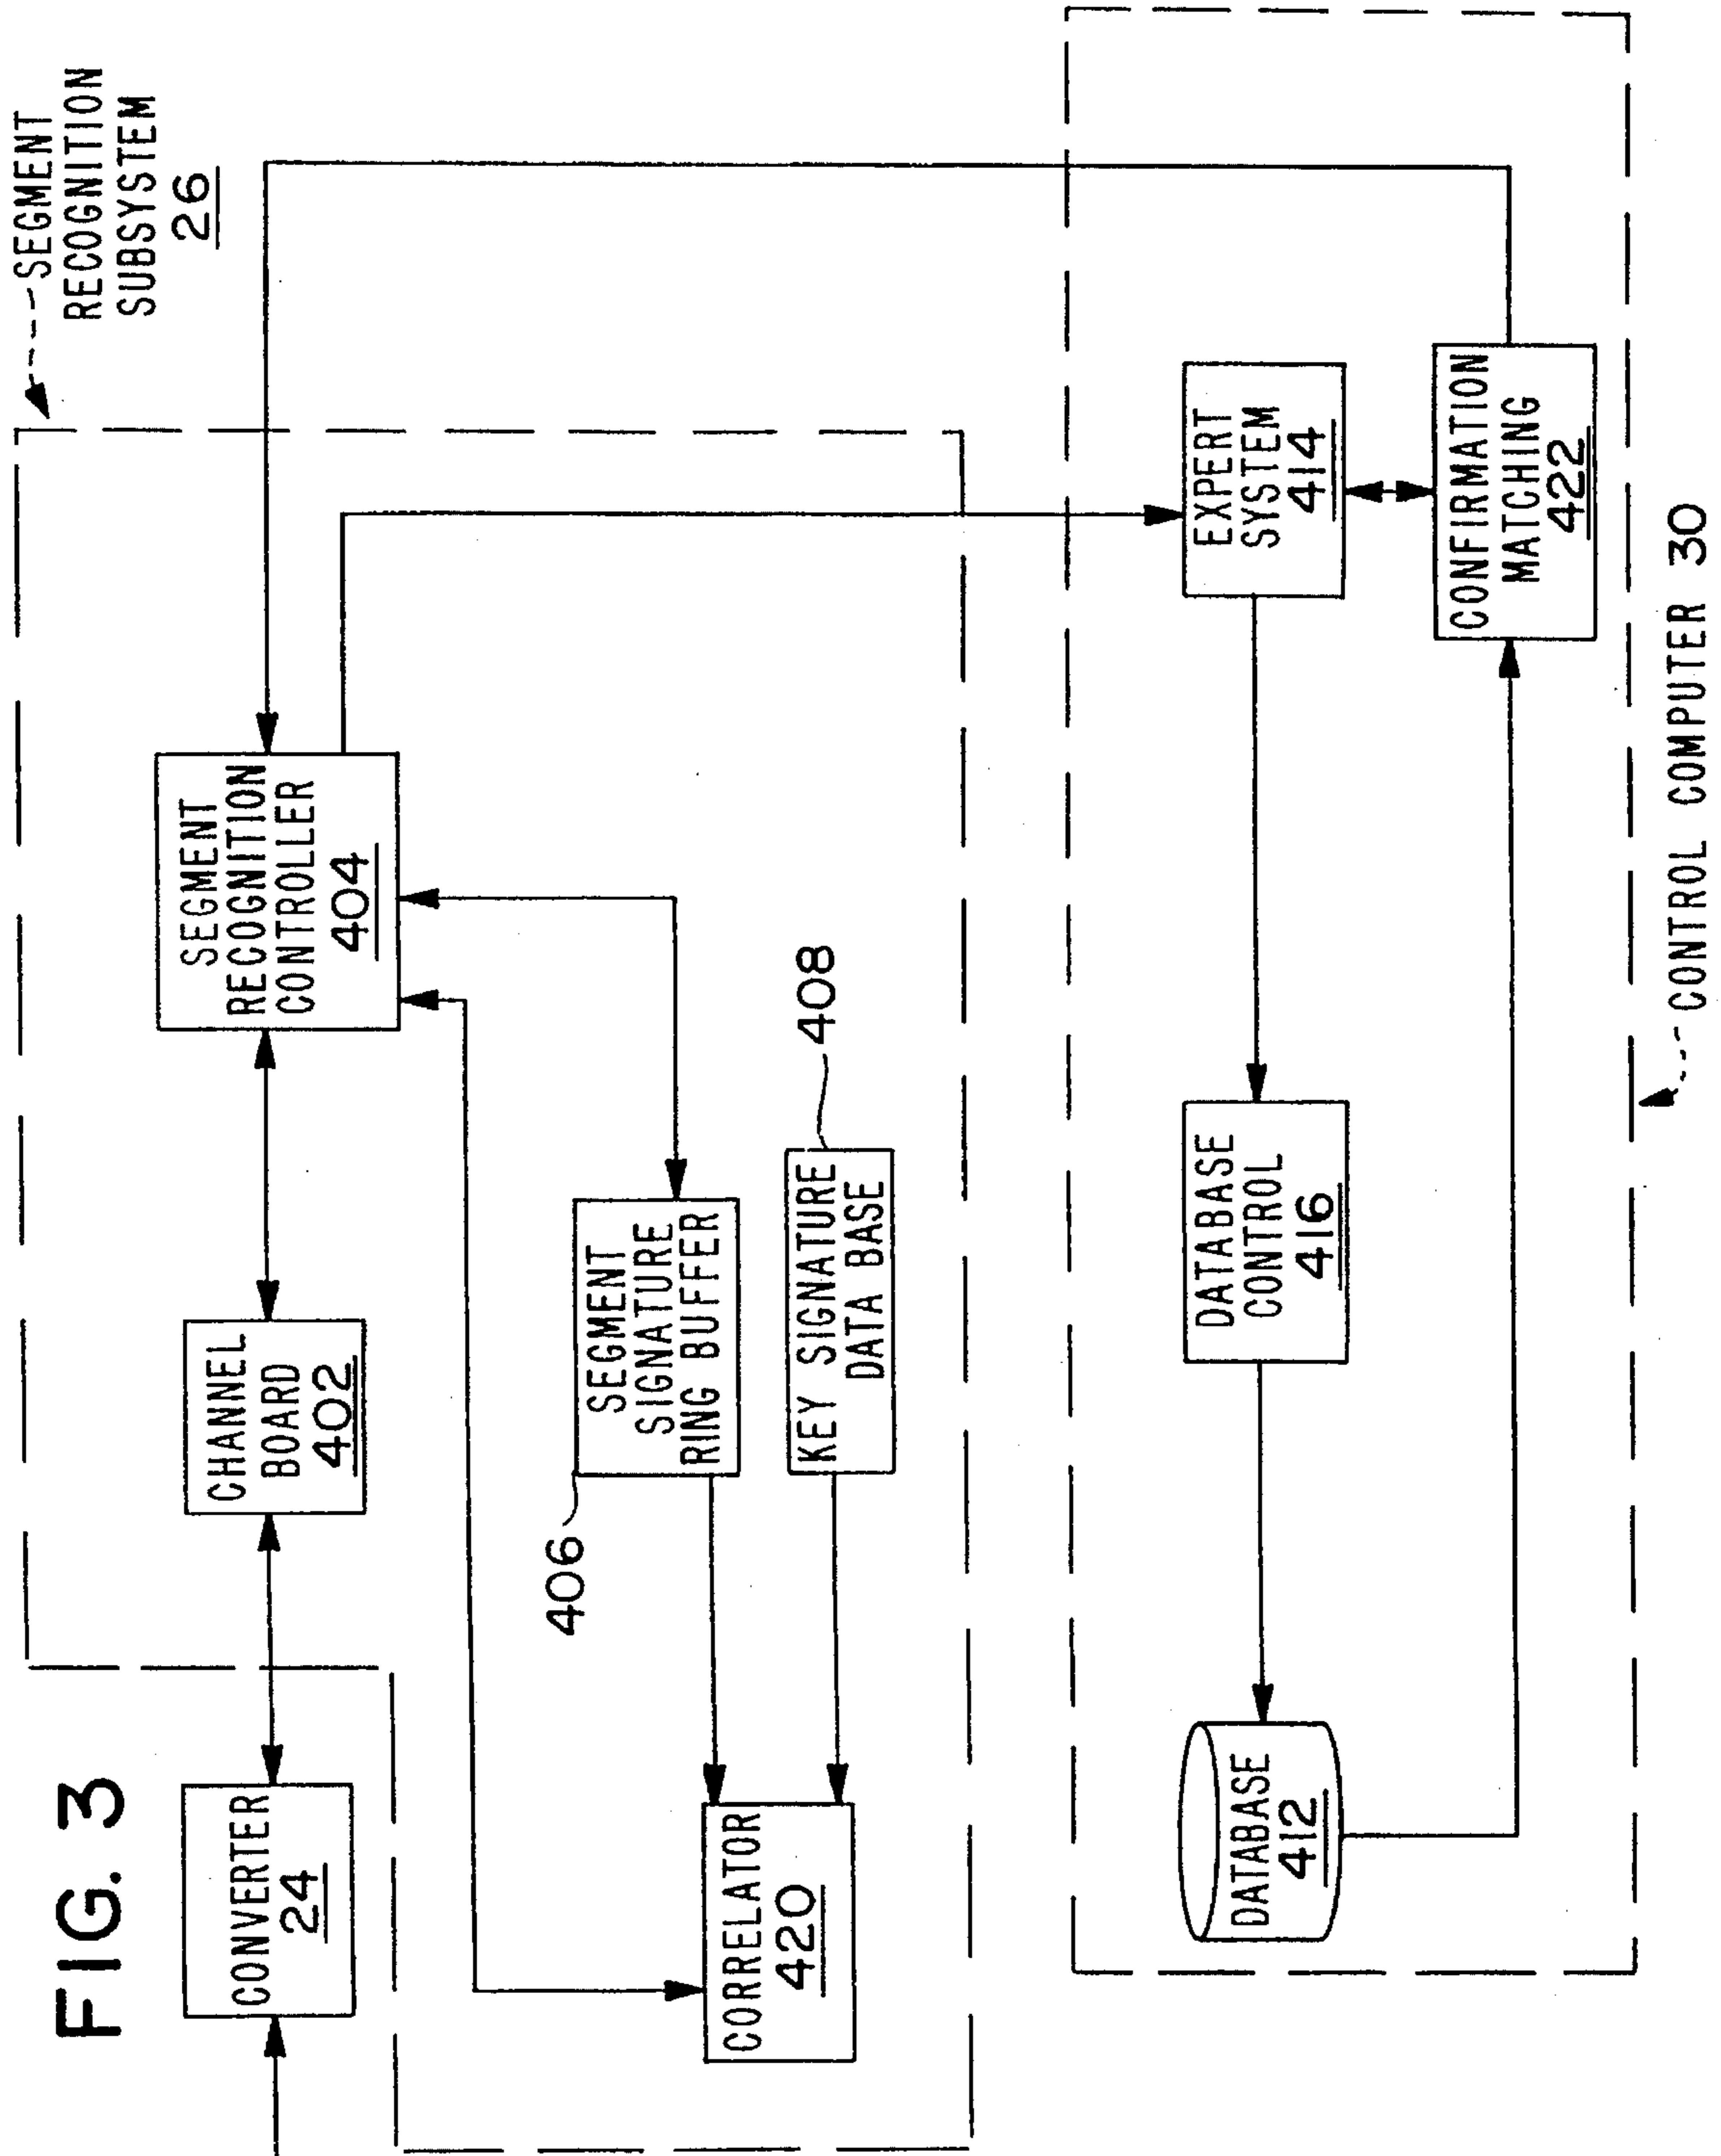 FIG. 3
SEGMENT
RECOGNITION
SUBSYSTEM
26
CONVERTER
24
CHANNEL
BOARD
402
SEGMENT
RECOGNITION
CONTROLLER
404
406
SEGMENT
SIGNATURE
RING BUFFER
408
KEY SIGNATURE
DATA BASE
CORRELATOR
420
DATABASE
412
DATABASE
CONTROL
416
EXPERT
SYSTEM
414
CONFIRMATION
MATCHING
422
CONTROL COMPUTER 30